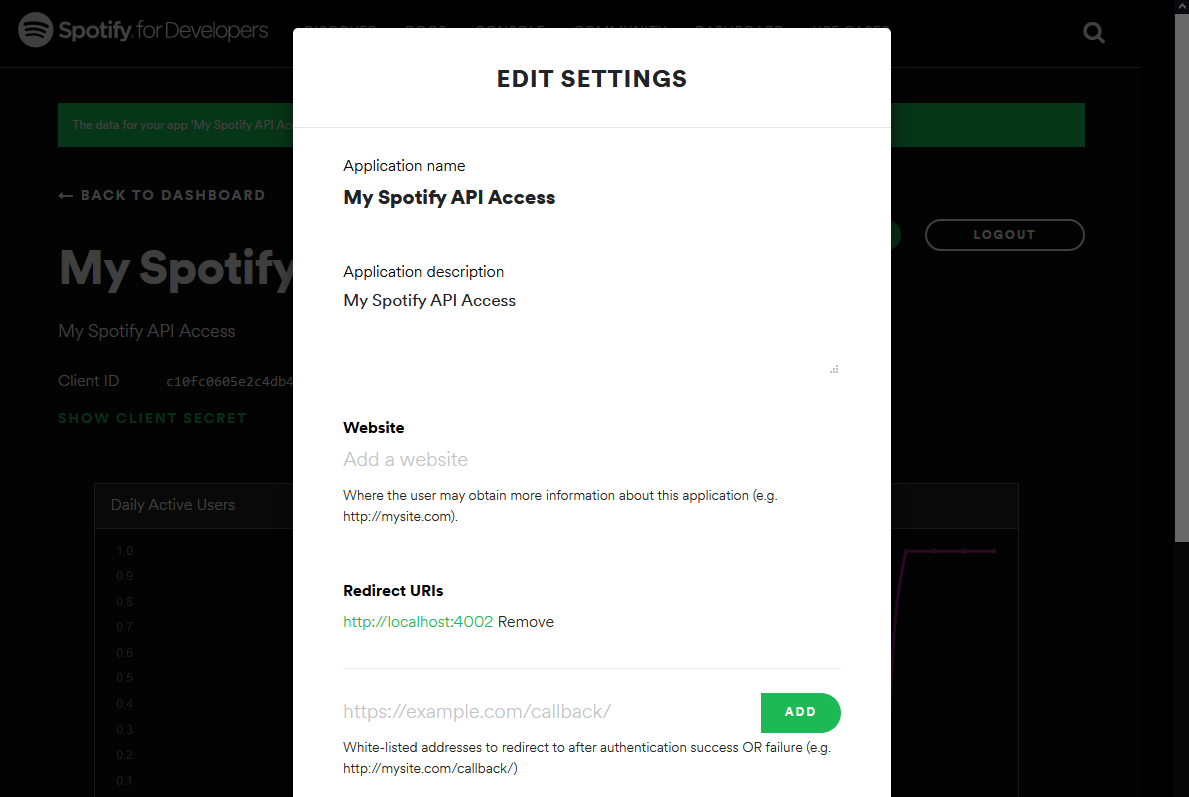 Spotify for Developers
EDIT SETTINGS
The data for your app 'My Spotify API Ac
Application name
My Spotify API Access
← BACK TO DASHBOARD
LOGOUT
My Spotify
Application description
My Spotify API Access
My Spotify API Access
Client ID c10fc0605e2c4db4
SHOW CLIENT SECRET
Website
Add a website
Where the user may obtain more information about this application (e.g.
http://mysite.com).
Daily Active Users
1.0
0.9
0.8
0.7
0.6
0.5
0.4
0.3
0.2
0.1
Redirect URIs
http://localhost:4002 Remove
https://example.com/callback/
ADD
White-listed addresses to redirect to after authentication success OR failure (e.g.
http://mysite.com/callback/)